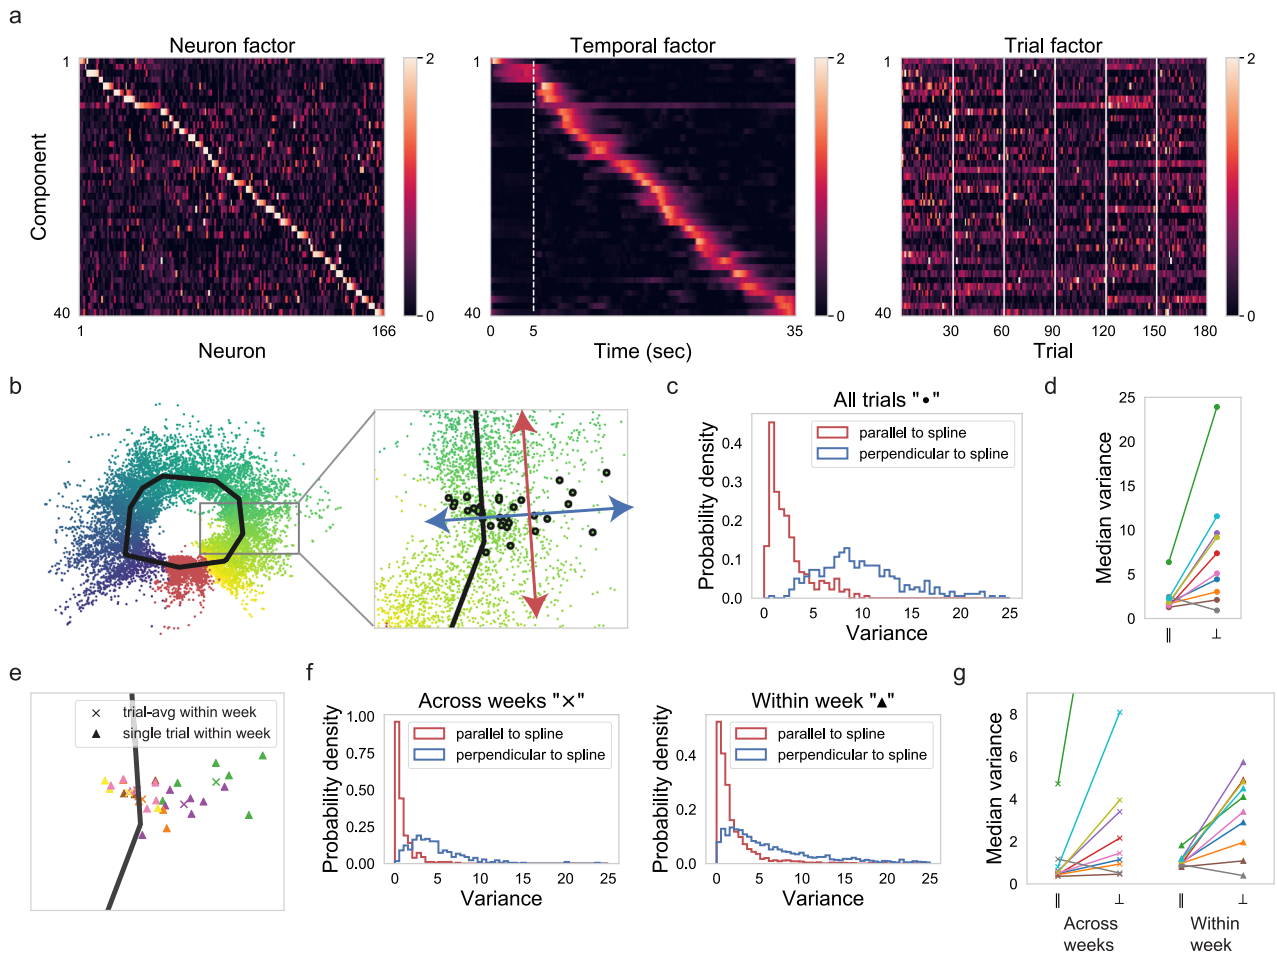 a
Neuron factor
Temporal factor
Trial factor
1
40
Component
1
166
Neuron
2
0
1
40
0
5
35
Time (sec)
2
0
1
40
30
60
90
120
150
180
Trial
2
0
b
c
All trials "•"
parallel to spline
perpendicular to spline
Probability density
0.4
0.3
0.2
0.1
0.0
0
5
10
15
20
25
Variance
d
Median variance
25
20
15
10
5
0
∥
⊥
e
trial-avg within week
single trial within week
f
Across weeks "×"
parallel to spline
perpendicular to spline
Probability density
1.00
0.75
0.50
0.25
0.00
0
5
10
15
20
25
Variance
Within week "▲"
parallel to spline
perpendicular to spline
Probability density
0.4
0.2
0.0
0
5
10
15
20
25
Variance
g
Median variance
8
6
4
2
0
∥
⊥
∥
⊥
Across
weeks
Within
week